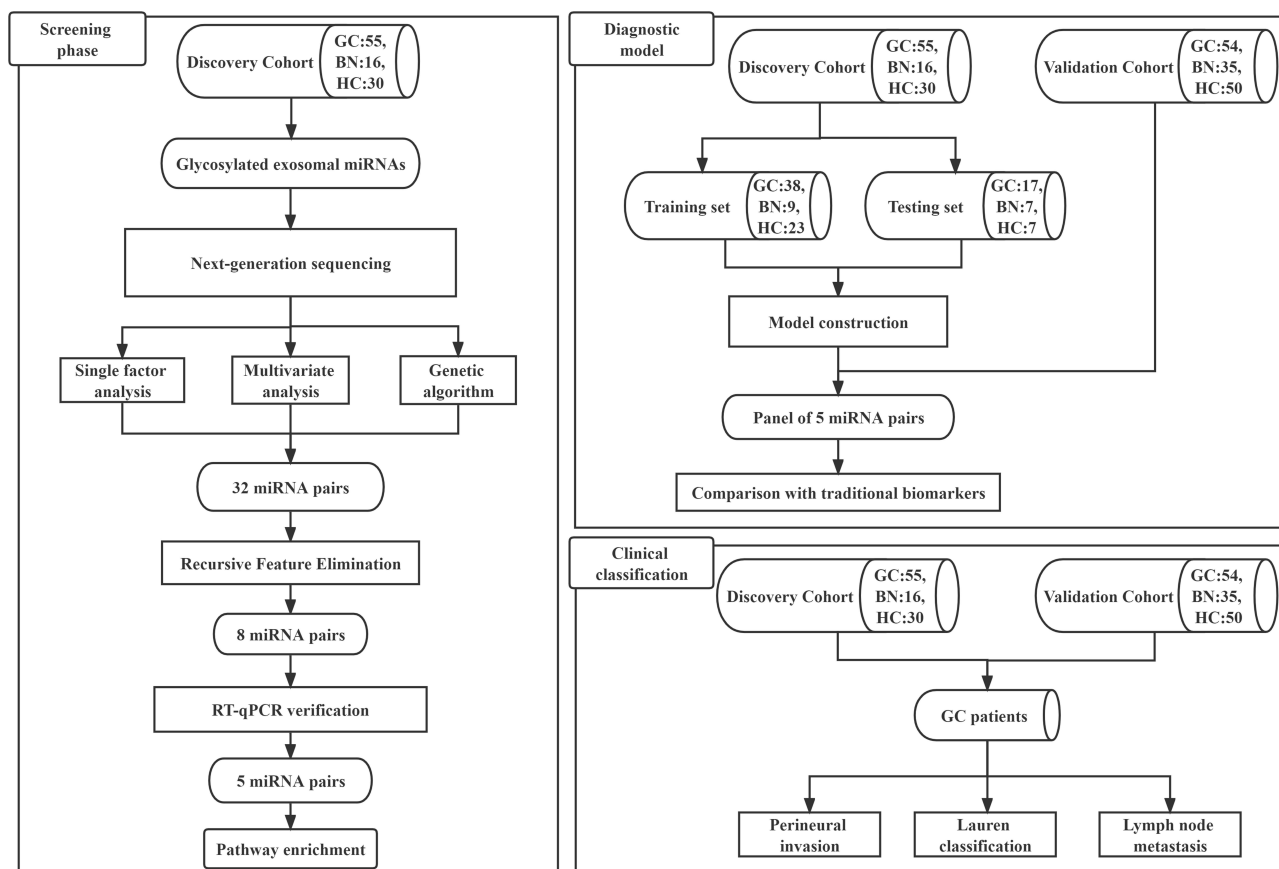 Screening
phase
Discovery Cohort
GC:55,
BN:16,
HC:30
Glycosylated exosomal miRNAs
Next-generation sequencing
Single factor
analysis
Multivariate
analysis
Genetic
algorithm
32 miRNA pairs
Recursive Feature Elimination
8 miRNA pairs
RT-qPCR verification
5 miRNA pairs
Pathway enrichment
Diagnostic
model
Discovery Cohort
GC:55,
BN:16,
HC:30
Validation Cohort
GC:54,
BN:35,
HC:50
Training set
GC:38,
BN:9,
HC:23
Testing set
GC:17,
BN:7,
HC:7
Model construction
Panel of 5 miRNA pairs
Comparison with traditional biomarkers
Clinical
classification
Discovery Cohort
GC:55,
BN:16,
HC:30
Validation Cohort
GC:54,
BN:35,
HC:50
GC patients
Perineural
invasion
Lauren
classification
Lymph node
metastasis